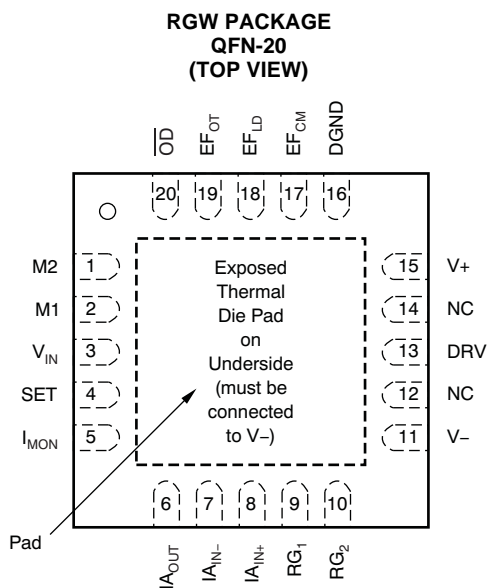 RGW PACKAGE
QFN-20
(TOP VIEW)
OD
EF_OT
EF_LD
EF_CM
DGND
20
19
18
17
16
M2 1
M1 2
V_IN 3
SET 4
I_MON 5
Exposed
Thermal
Die Pad
on
Underside
(must be
connected
to V–)
15 V+
14 NC
13 DRV
12 NC
11 V–
Pad
6
7
8
9
10
IA_OUT
IA_IN–
IA_IN+
RG_1
RG_2